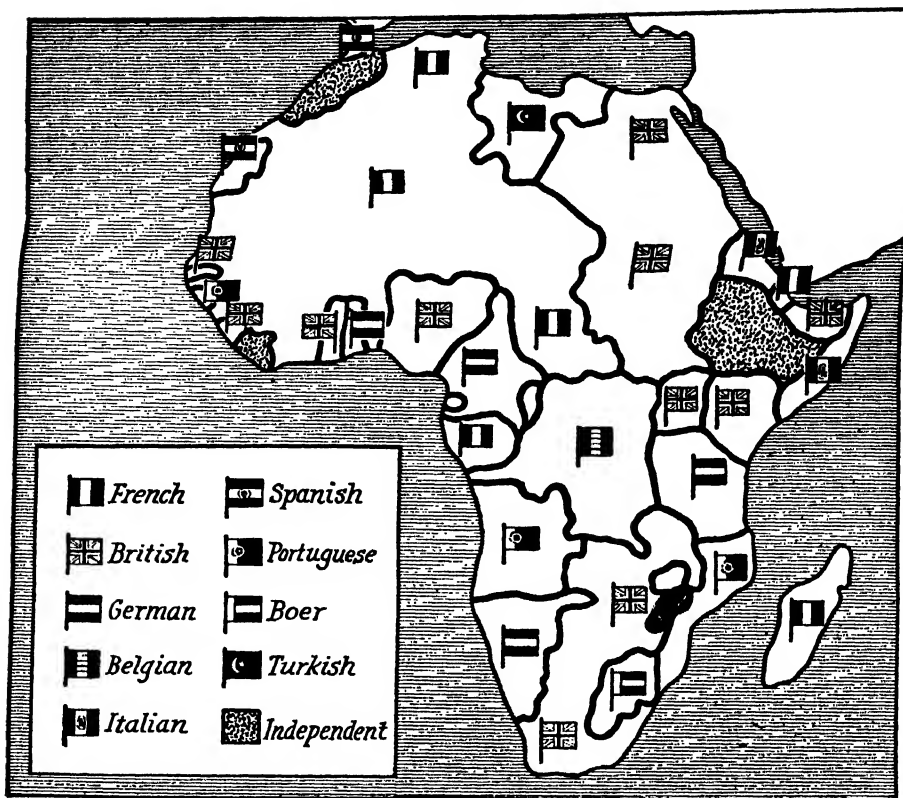 French
British
German
Belgian
Italian
Spanish
Portuguese
Boer
Turkish
Independent